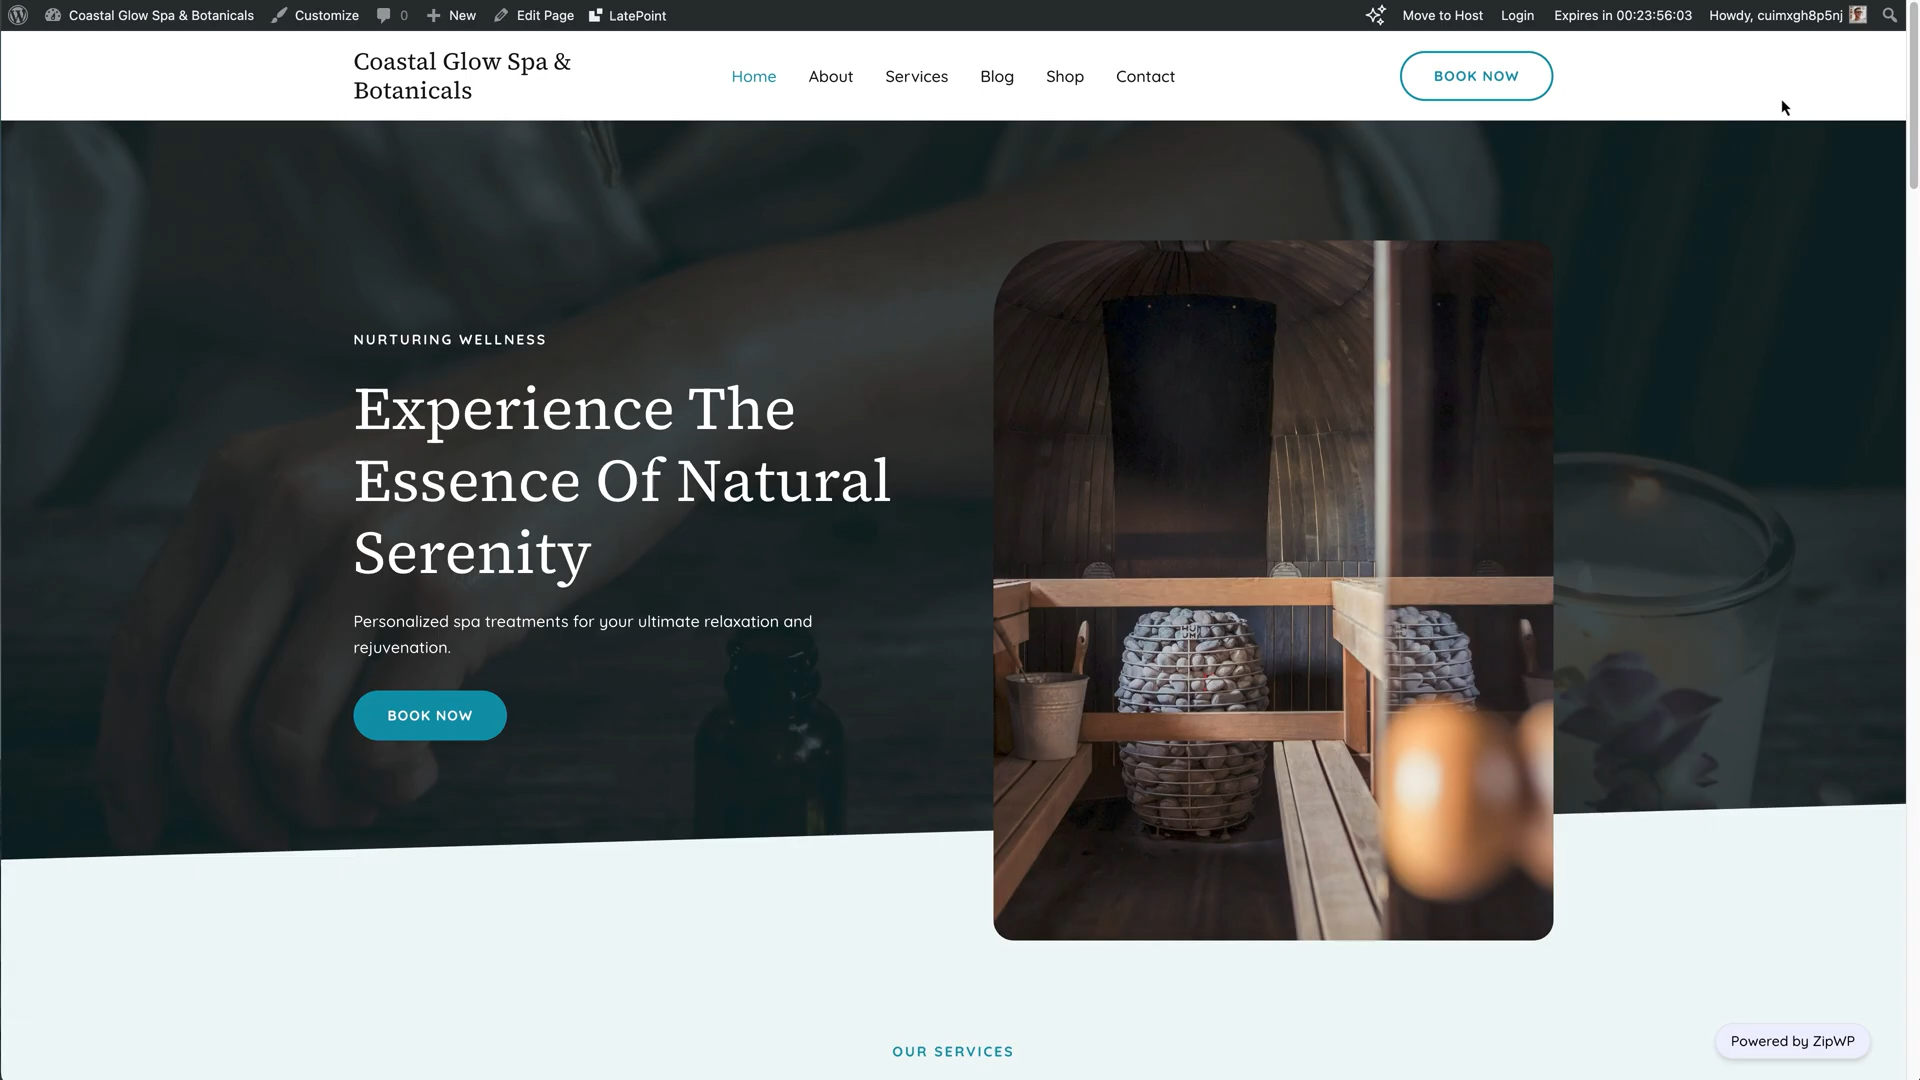 Coastal Glow Spa & Botanicals Customize 0 New Edit Page LatePoint Move to Host Login Expires in 00:23:56:03 Howdy, cuimxgh8p5nj
Coastal Glow Spa &
Botanicals
Home About Services Blog Shop Contact
BOOK NOW
NURTURING WELLNESS
Experience The
Essence Of Natural
Serenity
Personalized spa treatments for your ultimate relaxation and
rejuvenation.
BOOK NOW
HUUM
OUR SERVICES
Powered by ZipWP